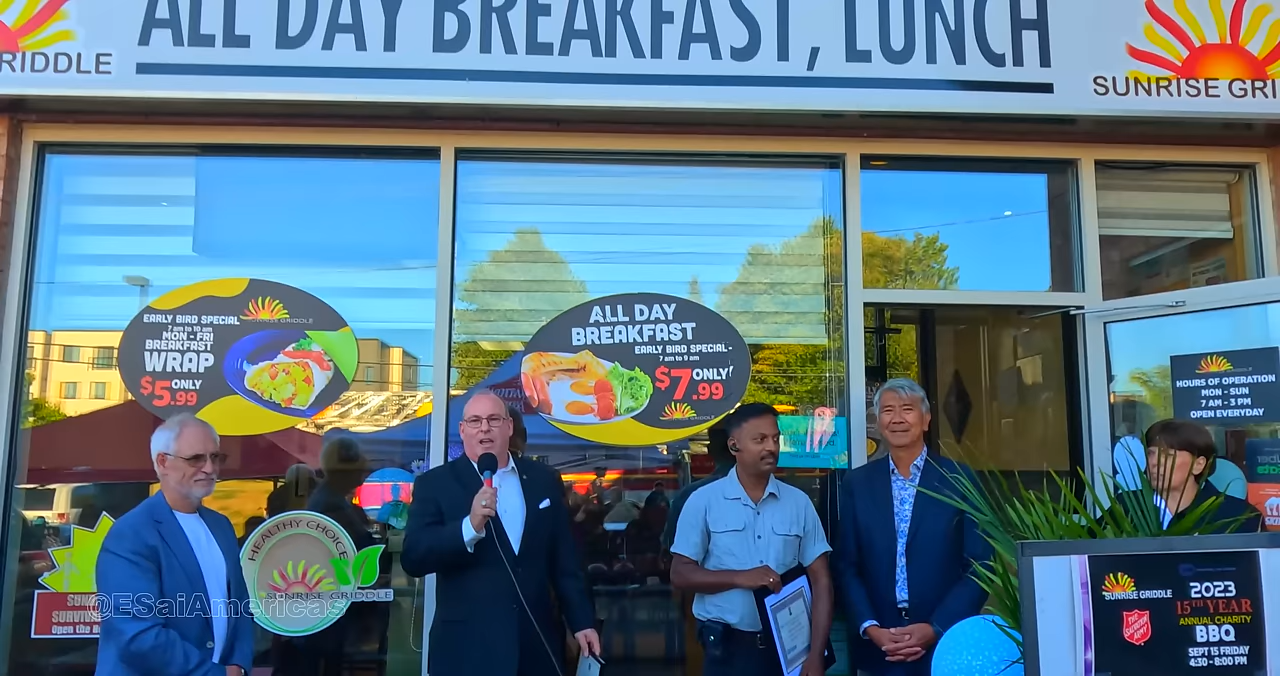 ALL DAY BREAKFAST, LUNCH
RIDDLE
SUNRISE GRI
EARLY BIRD SPECIAL
7 am to 10 am
MON - FRI
BREAKFAST
WRAP
$5.99 ONLY
SUNRISE GRIDDLE
ALL DAY
BREAKFAST
EARLY BIRD SPECIAL-
7 am to 9 am
$7.99 ONLY
SUNRISE GRIDDLE
HOURS OF OPERATION
MON - SUN
7 AM - 3 PM
OPEN EVERYDAY
HEALTHY CHOICE
SUNRISE GRIDDLE
Open the
@ESaiAmericas
SUNRISE GRIDDLE
THE SALVATION ARMY
2023
15TH YEAR
ANNUAL CHARITY
BBQ
SEPT 15 FRIDAY
4:30 - 8:00 PM